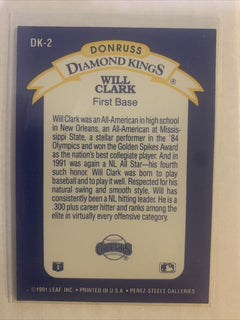 DK-2
DONRUSS
DIAMOND KINGS®
WILL
CLARK
First Base
Will Clark was an All-American in high school
in New Orleans, an All-American at Missis-
sippi State, a stellar performer in the '84
Olympics and won the Golden Spikes Award
as the nation's best collegiate player. And in
1991 was again a NL All Star—his fourth
such honor. Will Clark was born to play
baseball and to play it well. Respected for his
natural swing and smooth style, Will has
consistently been a NL hitting leader. He is a
.300 plus career hitter and ranks among the
elite in virtually every offensive category.
GIANTS
©1991 LEAF, INC. • PRINTED IN U.S.A. • PEREZ-STEELE GALLERIES